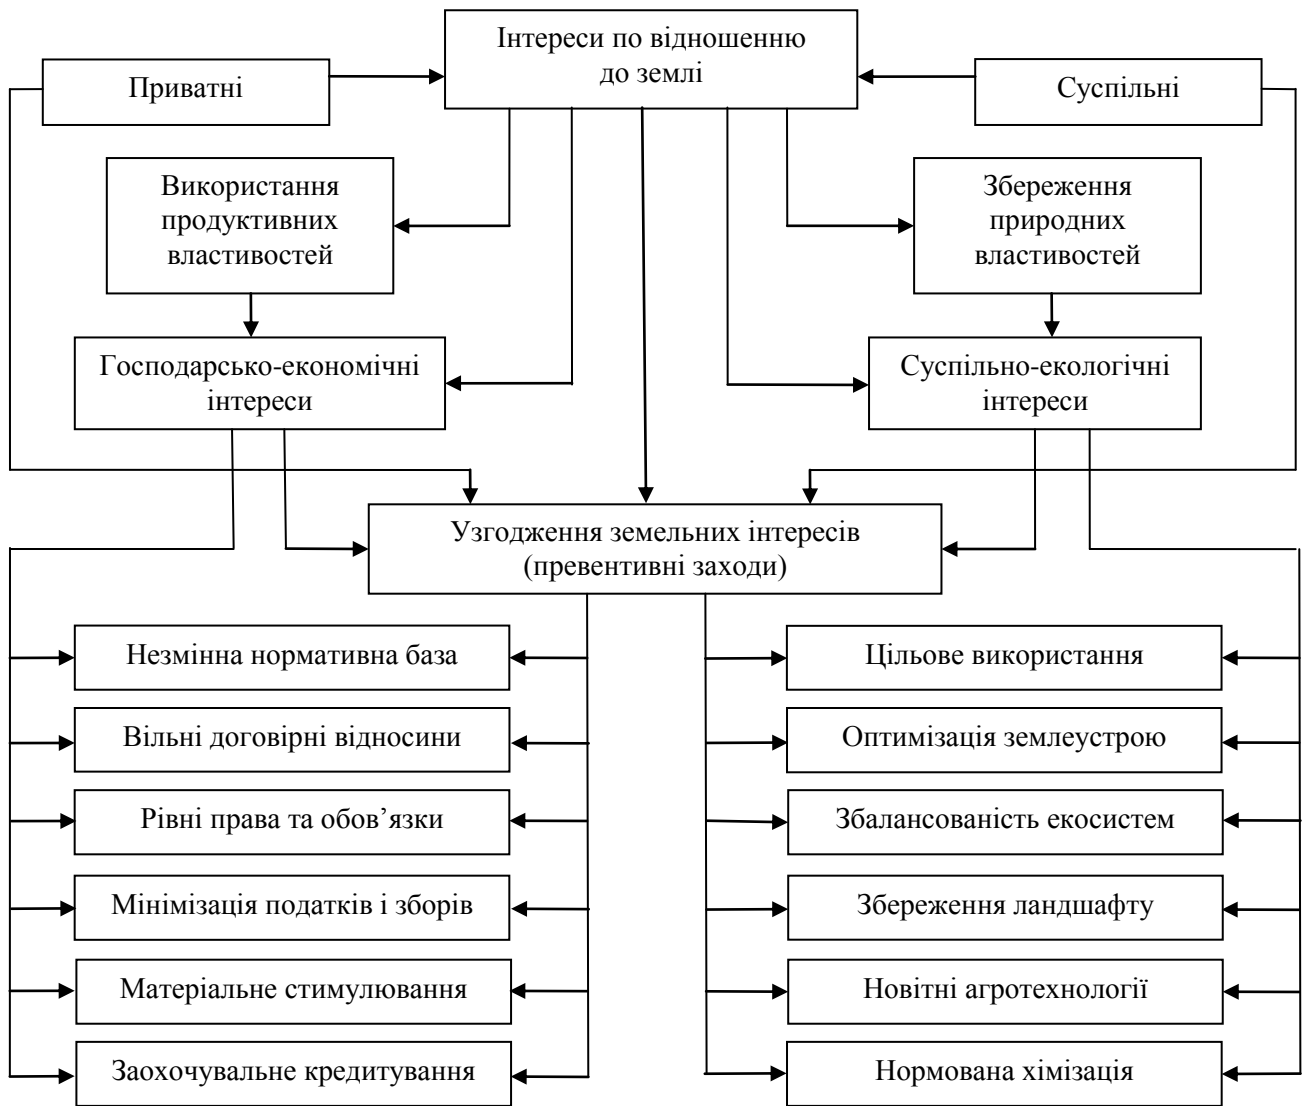 Інтереси по відношенню
до землі
Приватні
Суспільні
Використання
продуктивних
властивостей
Збереження
природних
властивостей
Господарсько-економічні
інтереси
Суспільно-екологічні
інтереси
Узгодження земельних інтересів
(превентивні заходи)
Незмінна нормативна база
Цільове використання
Вільні договірні відносини
Оптимізація землеустрою
Рівні права та обов’язки
Збалансованість екосистем
Мінімізація податків і зборів
Збереження ландшафту
Матеріальне стимулювання
Новітні агротехнології
Заохочувальне кредитування
Нормована хімізація